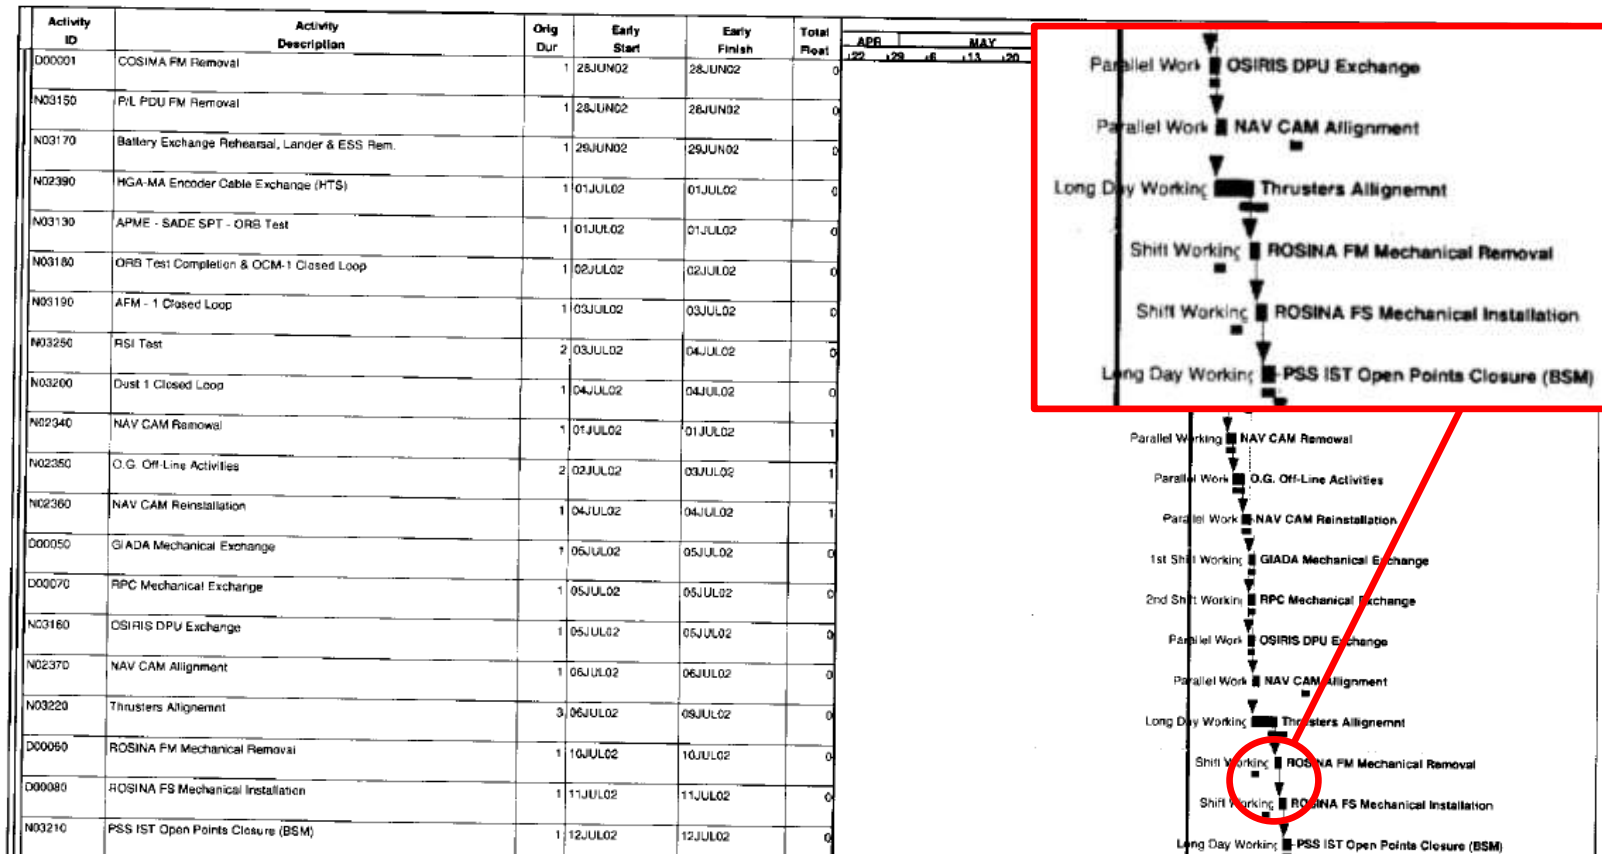 Activity ID Activity Description Orig Dur Early Start Early Finish Total Float APR MAY
22 29 6 13 20
D00001 COSIMA FM Removal 1 28JUN02 28JUN02 0
N03150 P/L PDU FM Removal 1 28JUN02 28JUN02 0
N03170 Battery Exchange Rehearsal, Lander & ESS Rem. 1 29JUN02 29JUN02 0
N02390 HGA-MA Encoder Cable Exchange (HTS) 1 01JUL02 01JUL02 0
N03130 APME - SADE SPT - ORB Test 1 01JUL02 01JUL02 0
N03180 ORB Test Completion & OCM-1 Closed Loop 1 02JUL02 02JUL02 0
N03190 AFM - 1 Closed Loop 1 03JUL02 03JUL02 0
N03250 RSI Test 2 03JUL02 04JUL02 0
N03200 Dust 1 Closed Loop 1 04JUL02 04JUL02 0
N02340 NAV CAM Remowal 1 01JUL02 01JUL02 1
N02350 O.G. Off-Line Activities 2 02JUL02 03JUL02 1
N02360 NAV CAM Reinstallation 1 04JUL02 04JUL02 1
D00050 GIADA Mechanical Exchange 1 05JUL02 05JUL02 0
D00070 RPC Mechanical Exchange 1 05JUL02 05JUL02 0
N03160 OSIRIS DPU Exchange 1 05JUL02 05JUL02 0
N02370 NAV CAM Allignment 1 06JUL02 06JUL02 0
N03220 Thrusters Allignemnt 3 06JUL02 09JUL02 0
D00060 ROSINA FM Mechanical Removal 1 10JUL02 10JUL02 0
D00080 ROSINA FS Mechanical Installation 1 11JUL02 11JUL02 0
N03210 PSS IST Open Points Closure (BSM) 1 12JUL02 12JUL02 0
Parallel Work OSIRIS DPU Exchange
Parallel Work NAV CAM Allignment
Long Day Working Thrusters Allignemnt
Shift Working ROSINA FM Mechanical Removal
Shift Working ROSINA FS Mechanical Installation
Long Day Working PSS IST Open Points Closure (BSM)
Parallel Working NAV CAM Remowal
Parallel Work O.G. Off-Line Activities
Parallel Work NAV CAM Reinstallation
1st Shift Working GIADA Mechanical Exchange
2nd Shift Working RPC Mechanical Exchange
Parallel Work OSIRIS DPU Exchange
Parallel Work NAV CAM Allignment
Long Day Working Thrusters Allignemnt
Shift Working ROSINA FM Mechanical Removal
Shift Working ROSINA FS Mechanical Installation
Long Day Working PSS IST Open Points Closure (BSM)